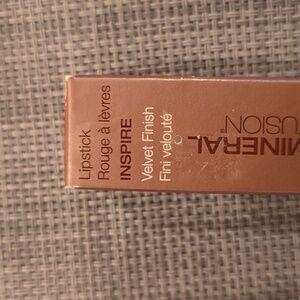 Lipstick
Rouge à lèvres
INSPIRE
Velvet Finish
Fini velouté
MINERAL
FUSION®